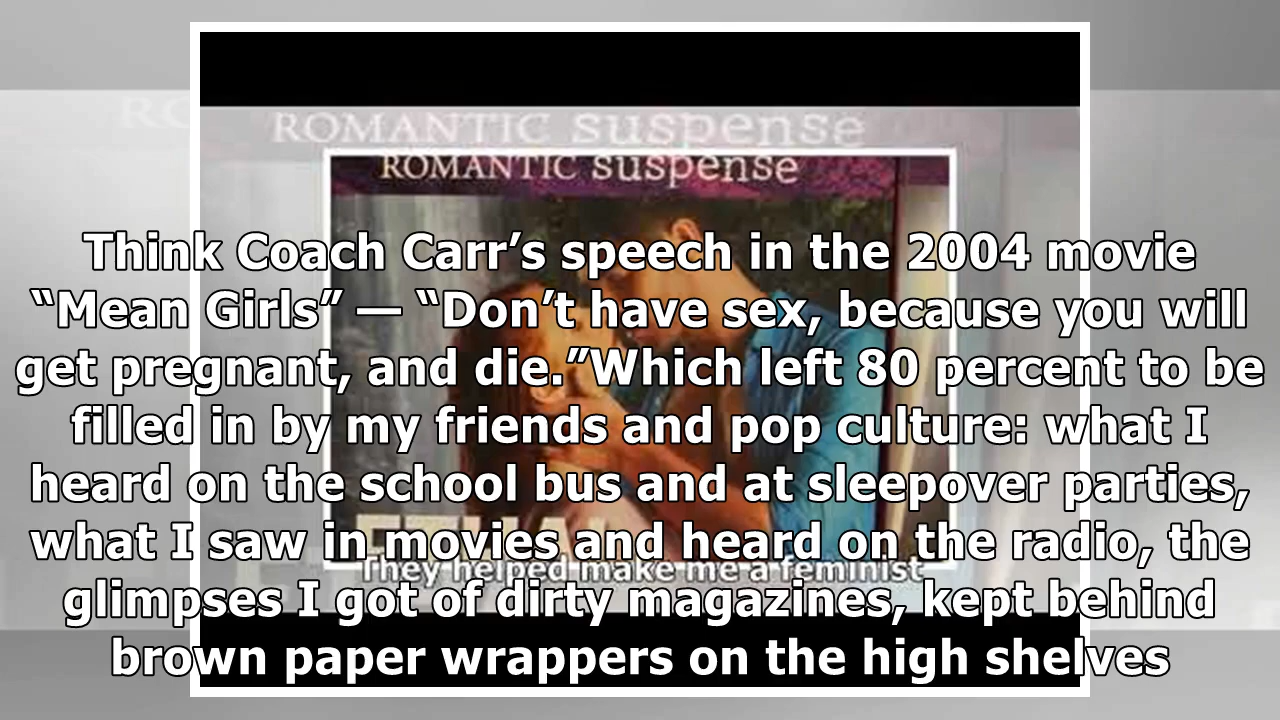 ROMANTIC suspense
ROMANTIC suspense
Think Coach Carr’s speech in the 2004 movie
“Mean Girls” — “Don’t have sex, because you will
get pregnant, and die.”Which left 80 percent to be
filled in by my friends and pop culture: what I
heard on the school bus and at sleepover parties,
what I saw in movies and heard on the radio, the
They helped make me a feminist
glimpses I got of dirty magazines, kept behind
brown paper wrappers on the high shelves